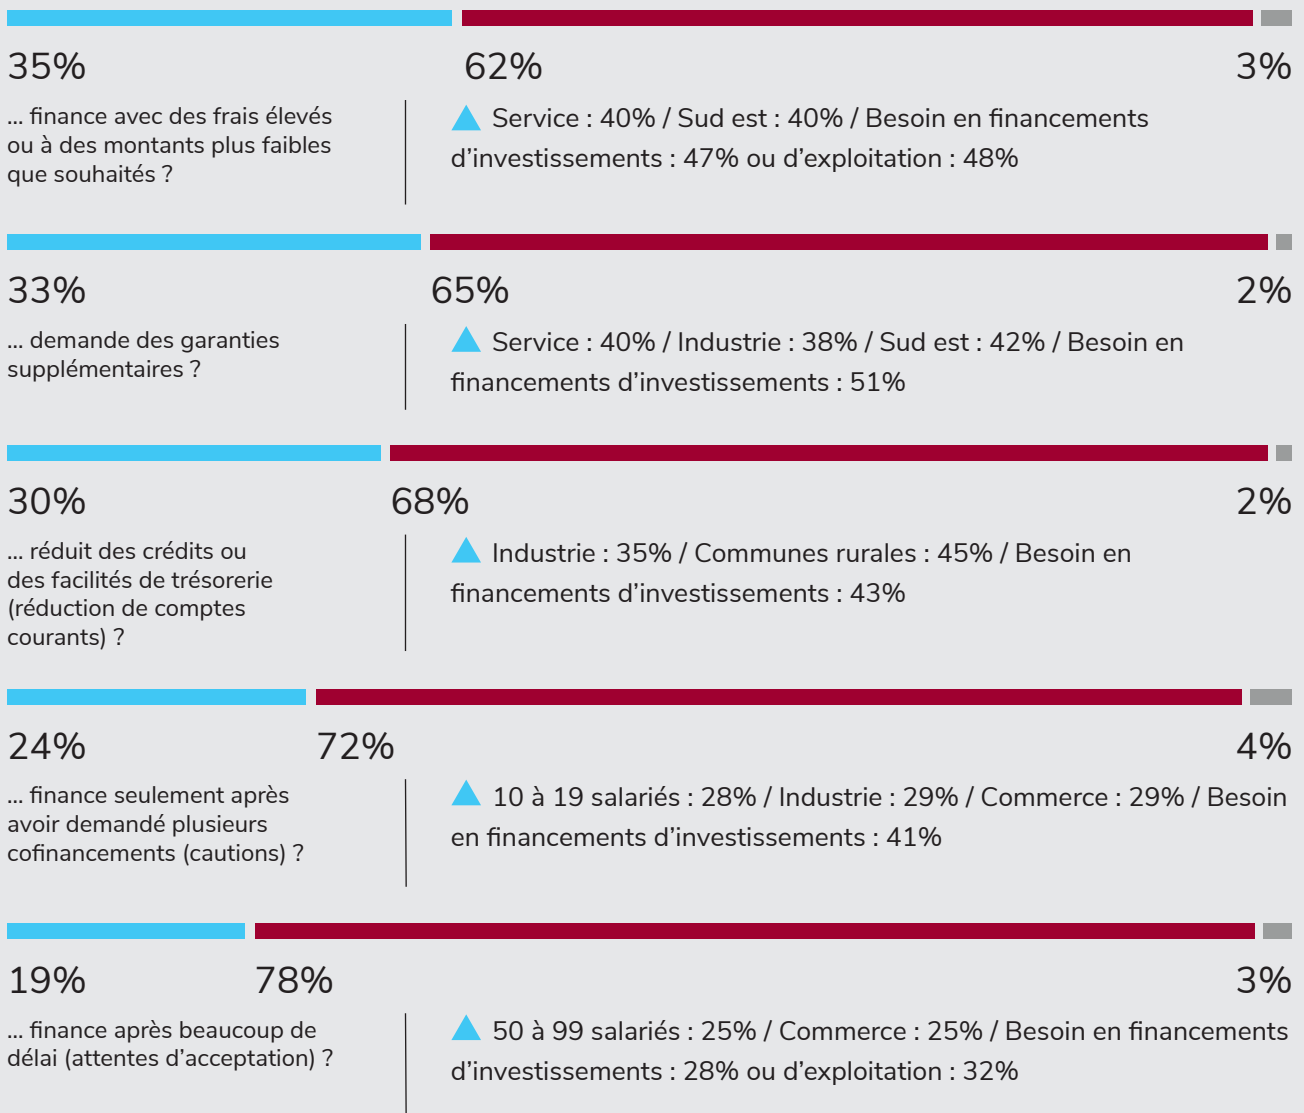 35% 62% 3%
... finance avec des frais élevés
ou à des montants plus faibles
que souhaités ?
Service : 40% / Sud est : 40% / Besoin en financements
d’investissements : 47% ou d’exploitation : 48%
33% 65% 2%
... demande des garanties
supplémentaires ?
Service : 40% / Industrie : 38% / Sud est : 42% / Besoin en
financements d’investissements : 51%
30% 68% 2%
... réduit des crédits ou
des facilités de trésorerie
(réduction de comptes
courants) ?
Industrie : 35% / Communes rurales : 45% / Besoin en
financements d’investissements : 43%
24% 72% 4%
... finance seulement après
avoir demandé plusieurs
cofinancements (cautions) ?
10 à 19 salariés : 28% / Industrie : 29% / Commerce : 29% / Besoin
en financements d’investissements : 41%
19% 78% 3%
... finance après beaucoup de
délai (attentes d’acceptation) ?
50 à 99 salariés : 25% / Commerce : 25% / Besoin en financements
d’investissements : 28% ou d’exploitation : 32%